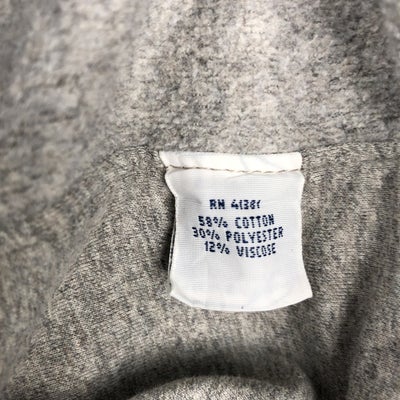 RN 41381
58% COTTON
30% POLYESTER
12% VISCOSE